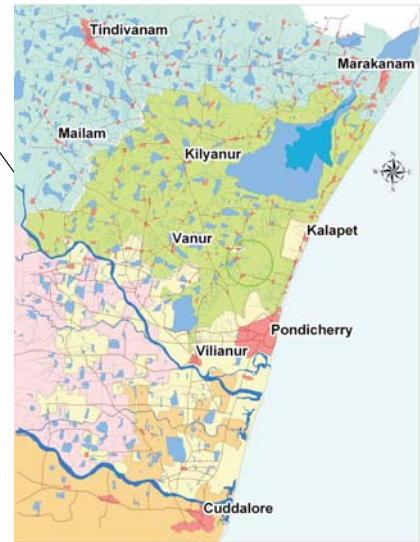 Tindivanam
Marakanam
Mailam
Kilyanur
Kalapet
Vanur
Pondicherry
Vilianur
Cuddalore